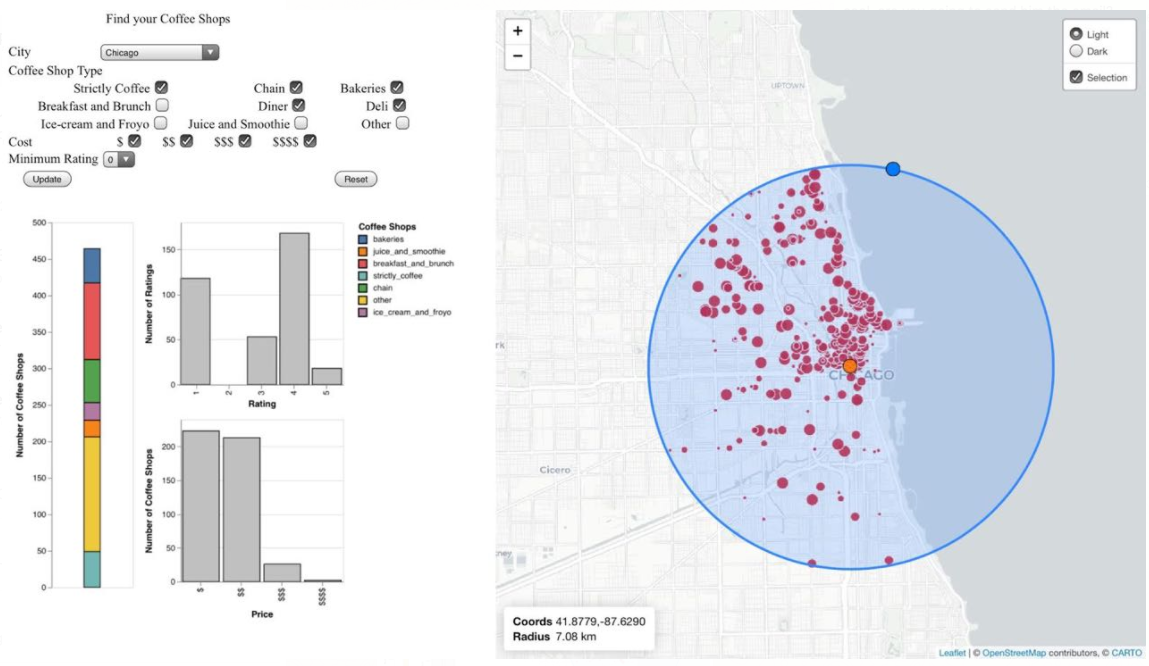 Find your Coffee Shops
City Chicago
Coffee Shop Type
Strictly Coffee Chain Bakeries
Breakfast and Brunch Diner Deli
Ice-cream and Froyo Juice and Smoothie Other
Cost $ $$ $$$ $$$$
Minimum Rating 0
Update Reset
Number of Coffee Shops
500
450
400
350
300
250
200
150
100
50
0
Number of Ratings
150
100
50
0
1 2 3 4 5
Rating
Coffee Shops
bakeries
juice_and_smoothie
breakfast_and_brunch
strictly_coffee
chain
other
ice_cream_and_froyo
Number of Coffee Shops
200
150
100
50
0
$ $$ $$$ $$$$
Price
+
−
Light
Dark
Selection
UPTOWN
rk
CHICAGO
Cicero
ney
Coords 41.8779,-87.6290
Radius 7.08 km
Leaflet | © OpenStreetMap contributors, © CARTO